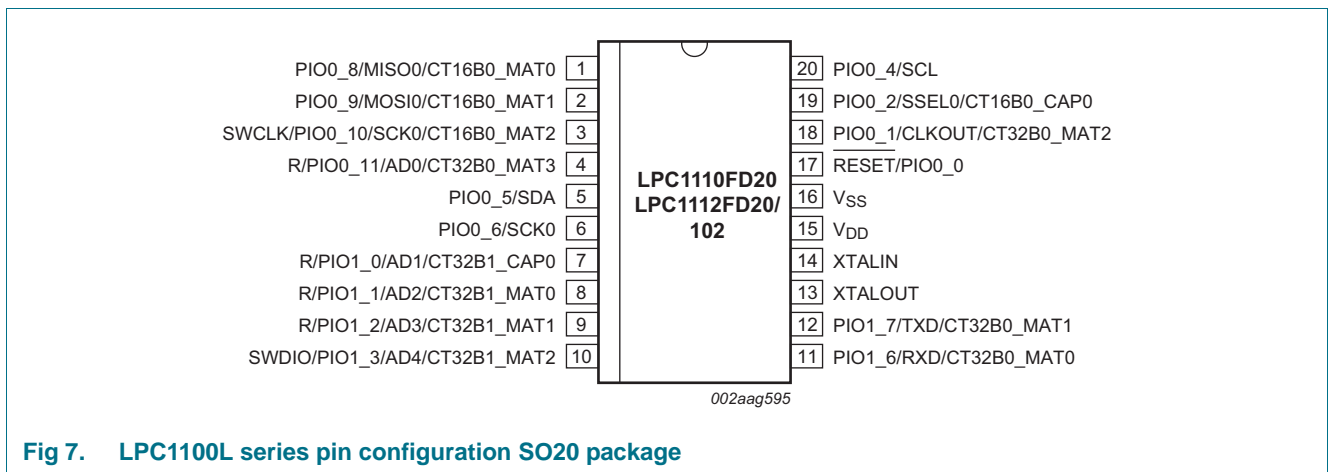 PIO0_8/MISO0/CT16B0_MAT0 1
PIO0_9/MOSI0/CT16B0_MAT1 2
SWCLK/PIO0_10/SCK0/CT16B0_MAT2 3
R/PIO0_11/AD0/CT32B0_MAT3 4
PIO0_5/SDA 5
PIO0_6/SCK0 6
R/PIO1_0/AD1/CT32B1_CAP0 7
R/PIO1_1/AD2/CT32B1_MAT0 8
R/PIO1_2/AD3/CT32B1_MAT1 9
SWDIO/PIO1_3/AD4/CT32B1_MAT2 10
LPC1110FD20
LPC1112FD20/
102
20 PIO0_4/SCL
19 PIO0_2/SSEL0/CT16B0_CAP0
18 PIO0_1/CLKOUT/CT32B0_MAT2
17 RESET/PIO0_0
16 VSS
15 VDD
14 XTALIN
13 XTALOUT
12 PIO1_7/TXD/CT32B0_MAT1
11 PIO1_6/RXD/CT32B0_MAT0
002aag595
Fig 7. LPC1100L series pin configuration SO20 package